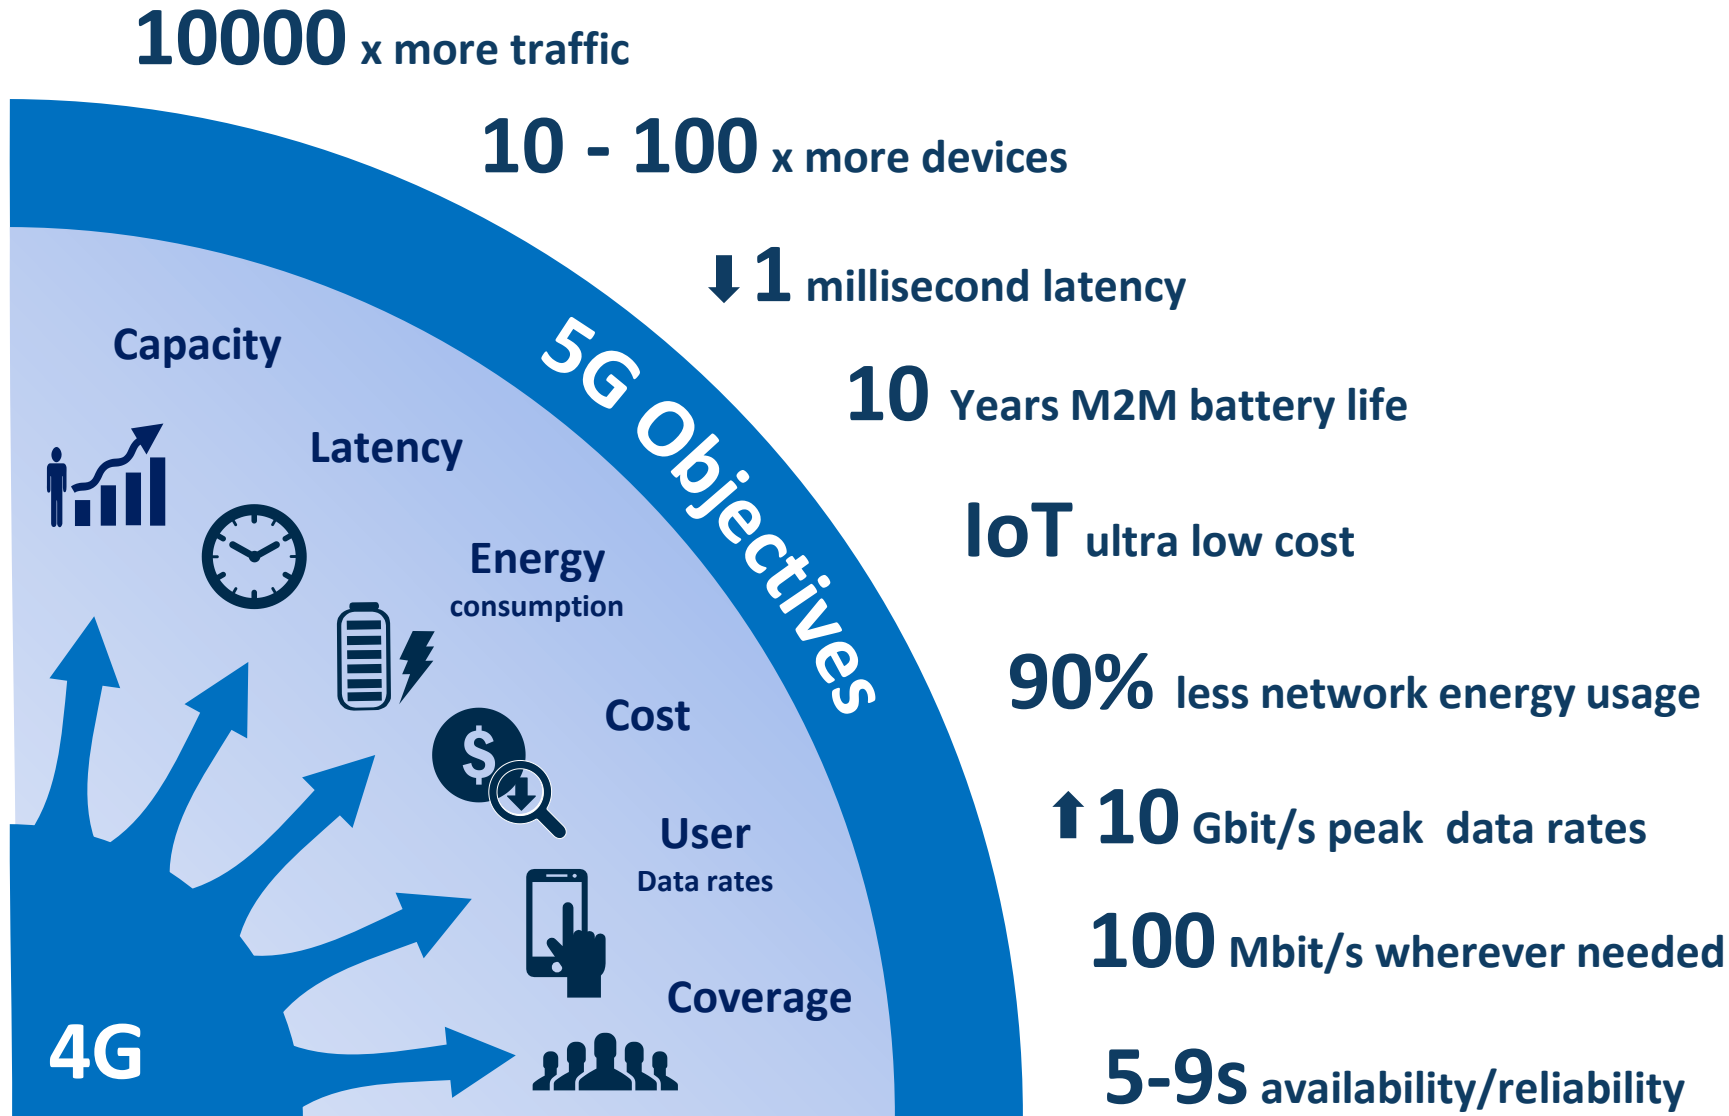 10000 x more traffic
10 - 100 x more devices
1 millisecond latency
10 Years M2M battery life
IoT ultra low cost
90% less network energy usage
10 Gbit/s peak data rates
100 Mbit/s wherever needed
5-9s availability/reliability
5G Objectives
Capacity
Latency
Energy
consumption
Cost
$
User
Data rates
Coverage
4G